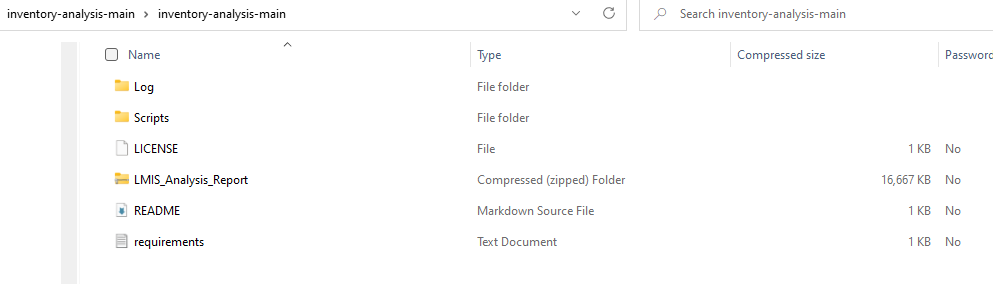 inventory-analysis-main > inventory-analysis-main Search inventory-analysis-main
Name Type Compressed size Password
Log File folder
Scripts File folder
LICENSE File 1 KB No
LMIS_Analysis_Report Compressed (zipped) Folder 16,667 KB No
README Markdown Source File 1 KB No
requirements Text Document 1 KB No